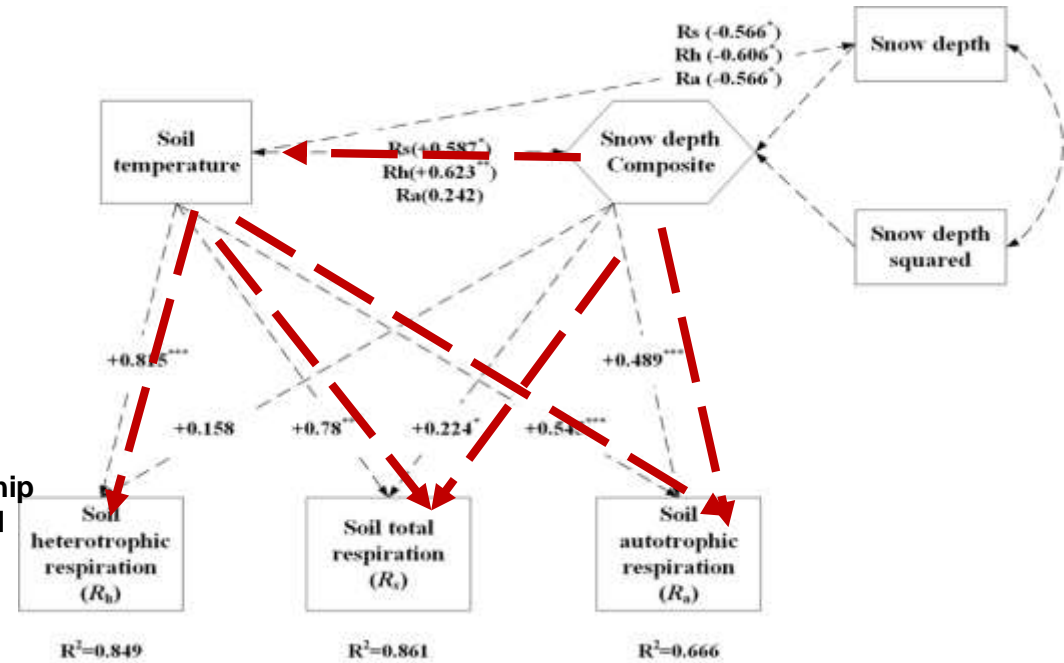 Rs (-0.566*)
Rh (-0.606*)
Ra (-0.566*)
Snow depth
Soil
temperature
Rs(+0.587*)
Rh(+0.623**)
Ra(0.242)
Snow depth
Composite
Snow depth
squared
+0.815***
+0.489***
+0.158
+0.78**
+0.224*
Soil
heterotrophic
respiration
(Rh)
Soil total
respiration
(Rs)
Soil
autotrophic
respiration
(Ra)
R²=0.849
R²=0.861
R²=0.666